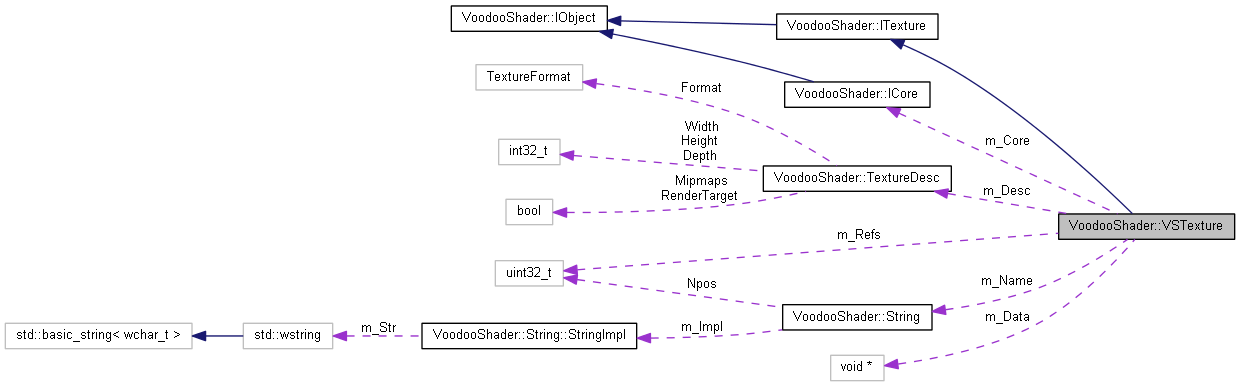 VoodooShader::IObject
VoodooShader::ITexture
TextureFormat
Format
VoodooShader::ICore
Width
Height
Depth
m_Core
int32_t
VoodooShader::TextureDesc
Mipmaps
RenderTarget
m_Desc
bool
VoodooShader::VSTexture
m_Refs
uint32_t
Npos
m_Name
VoodooShader::String
m_Data
std::basic_string< wchar_t >
std::wstring
m_Str
VoodooShader::String::StringImpl
m_Impl
void *